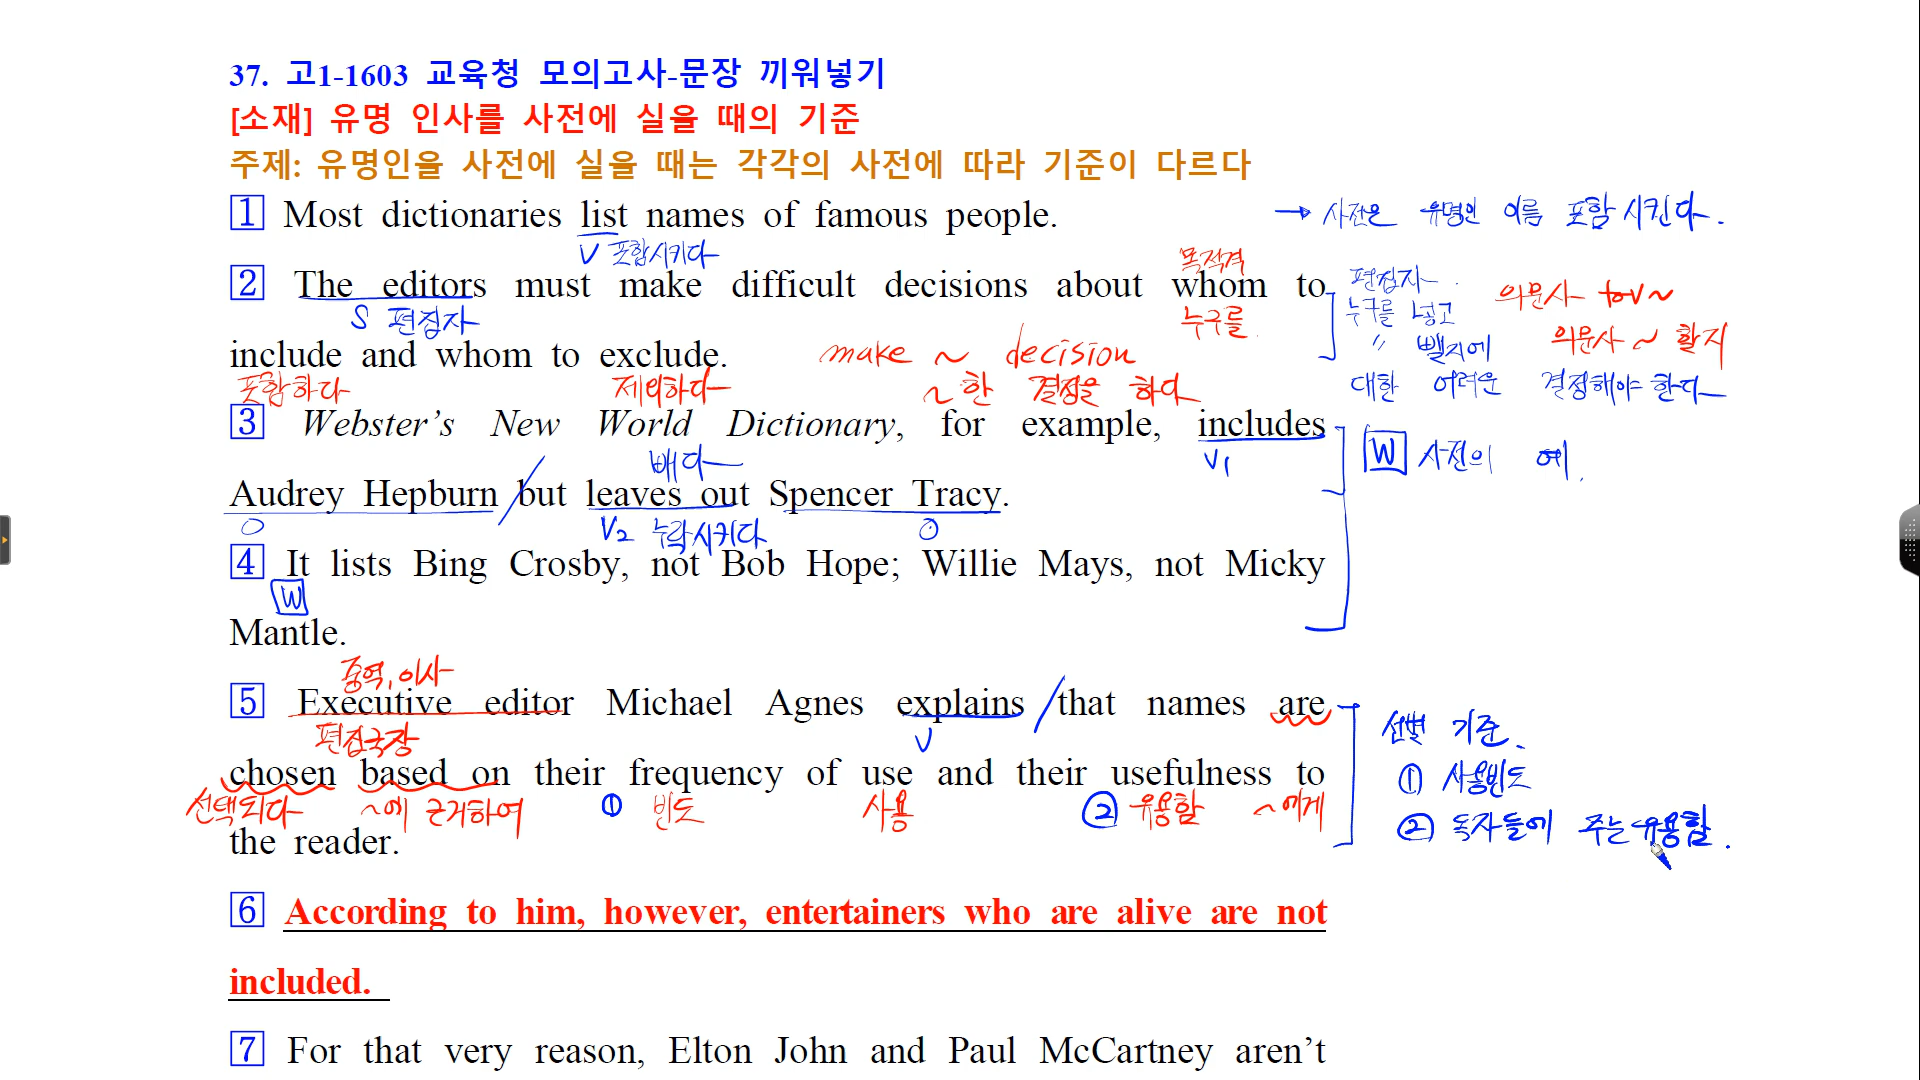 37. 고1-1603 교육청 모의고사-문장 끼워넣기
[소재] 유명 인사를 사전에 실을 때의 기준
주제: 유명인을 사전에 실을 때는 각각의 사전에 따라 기준이 다르다
1 Most dictionaries list names of famous people.
→ 사전은 유명인 이름 포함시킨다.
V 포함시키다
목적격
2 The editors must make difficult decisions about whom to
편집자
누구를 넣고
〃 뺄지에
대한 어려운 결정해야 한다
의문사 to V ~
의문사 ~ 할지
S 편집자
누구를
include and whom to exclude.
make ~ decision
포함하다 제외하다 ~한 결정을 하다
3 Webster's New World Dictionary, for example, includes
V1
W 사전의 예.
빼다
Audrey Hepburn / but leaves out Spencer Tracy.
O V2 누락시키다 O
4 It lists Bing Crosby, not Bob Hope; Willie Mays, not Micky
W
Mantle.
중역, 이사
5 Executive editor Michael Agnes explains / that names are
편집국장 V
선별 기준.
① 사용빈도
② 독자들에 주는 유용함.
chosen based on their frequency of use and their usefulness to
선택되다 ~에 근거하여 ① 빈도 사용 ② 유용함 ~에게
the reader.
6 According to him, however, entertainers who are alive are not
included.
7 For that very reason, Elton John and Paul McCartney aren't